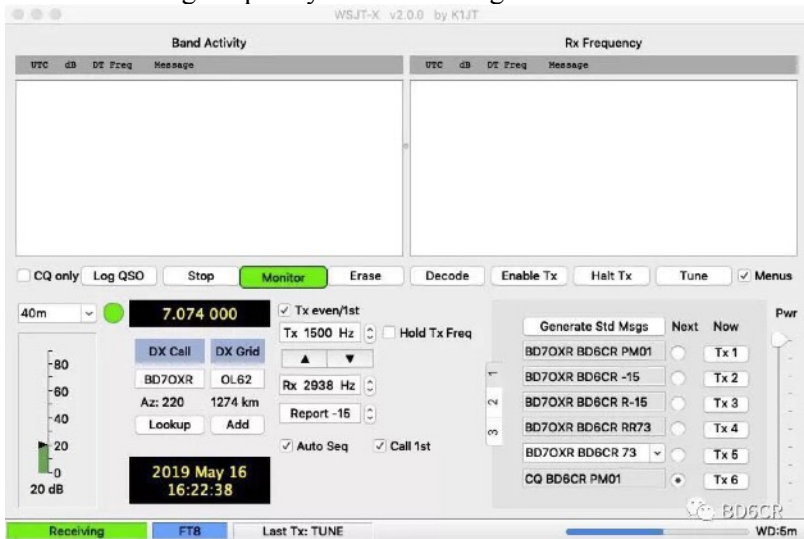 WSJT-X v2.0.0 by K1JT
Band Activity
Rx Frequency
UTC dB DT Freq Message
UTC dB DT Freq Message
CQ only Log QSO Stop Monitor Erase Decode Enable Tx Halt Tx Tune Menus
40m
7.074 000
Tx even/1st
Tx 1500 Hz
Hold Tx Freq
DX Call DX Grid
BD7OXR OL62
Rx 2938 Hz
Az: 220 1274 km
Report -15
Lookup Add
Auto Seq Call 1st
2019 May 16
16:22:38
-80
-60
-40
-20
-0
20 dB
1
2
3
Generate Std Msgs Next Now
Pwr
BD7OXR BD6CR PM01 Tx 1
BD7OXR BD6CR -15 Tx 2
BD7OXR BD6CR R-15 Tx 3
BD7OXR BD6CR RR73 Tx 4
BD7OXR BD6CR 73 Tx 5
CQ BD6CR PM01 Tx 6
BD6CR
Receiving FT8 Last Tx: TUNE WD:5m